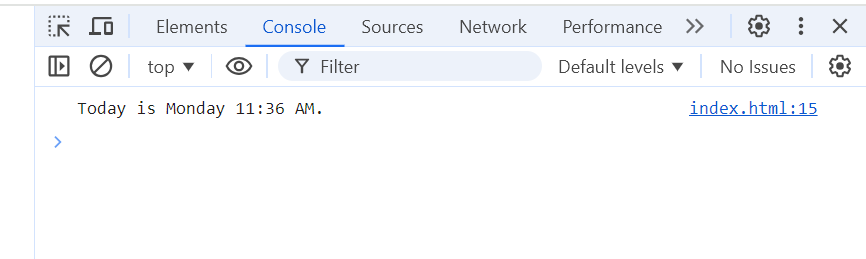 Elements Console Sources Network Performance
top Filter Default levels No Issues
Today is Monday 11:36 AM. index.html:15